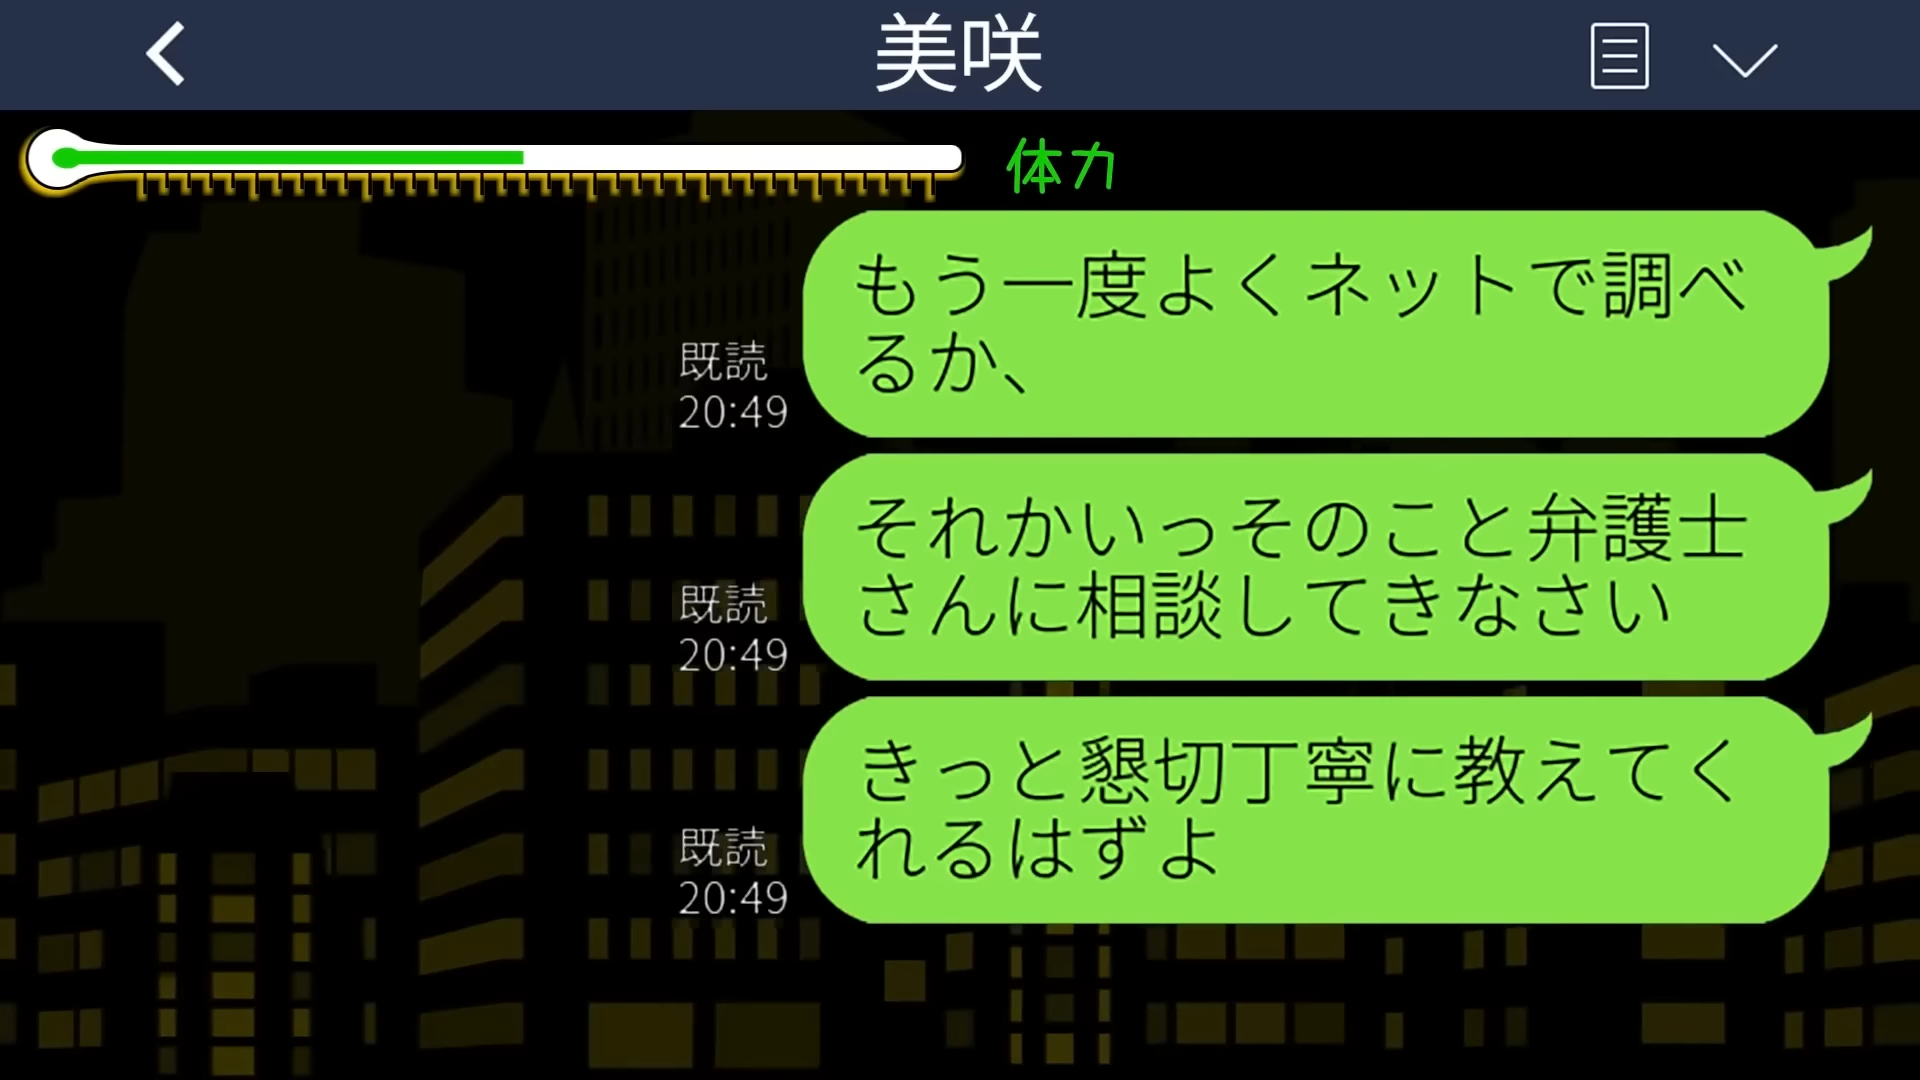 美咲
体力
もう一度よくネットで調べ
るか、
既読
20:49
それかいっそのこと弁護士
さんに相談してきなさい
既読
20:49
きっと懇切丁寧に教えてく
れるはずよ
既読
20:49